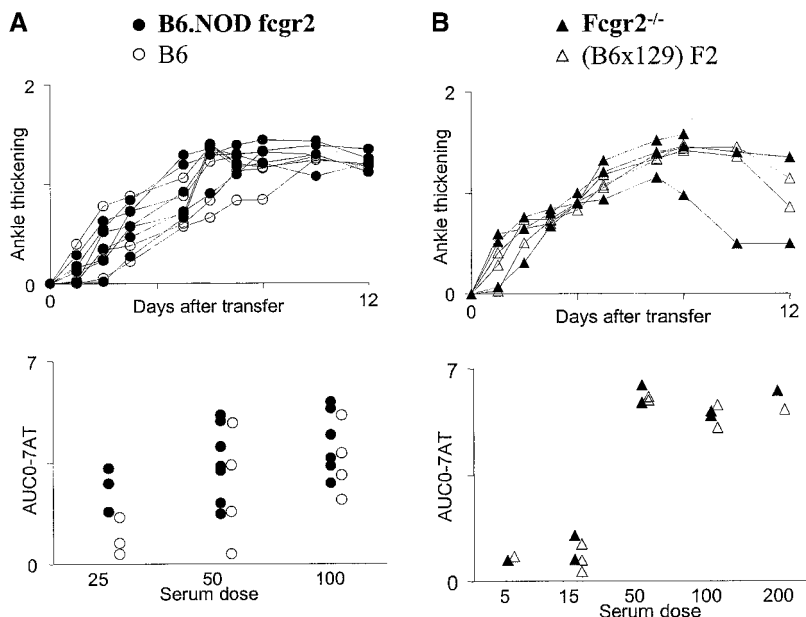 A
● B6.NOD fcgr2
○ B6
2
Ankle thickening
0
0
Days after transfer
12
7
AUC0-7AT
0
25
50
100
Serum dose
B
▲ Fcgr2-/-
△ (B6x129) F2
2
Ankle thickening
0
0
Days after transfer
12
7
AUC0-7AT
0
5
15
50
100
200
Serum dose